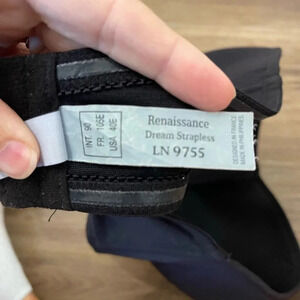 INT. 90
FR. 105E
USA 40E
Renaissance
Dream Strapless
LN 9755
DESIGNED IN FRANCE
MADE IN PHILIPPINES